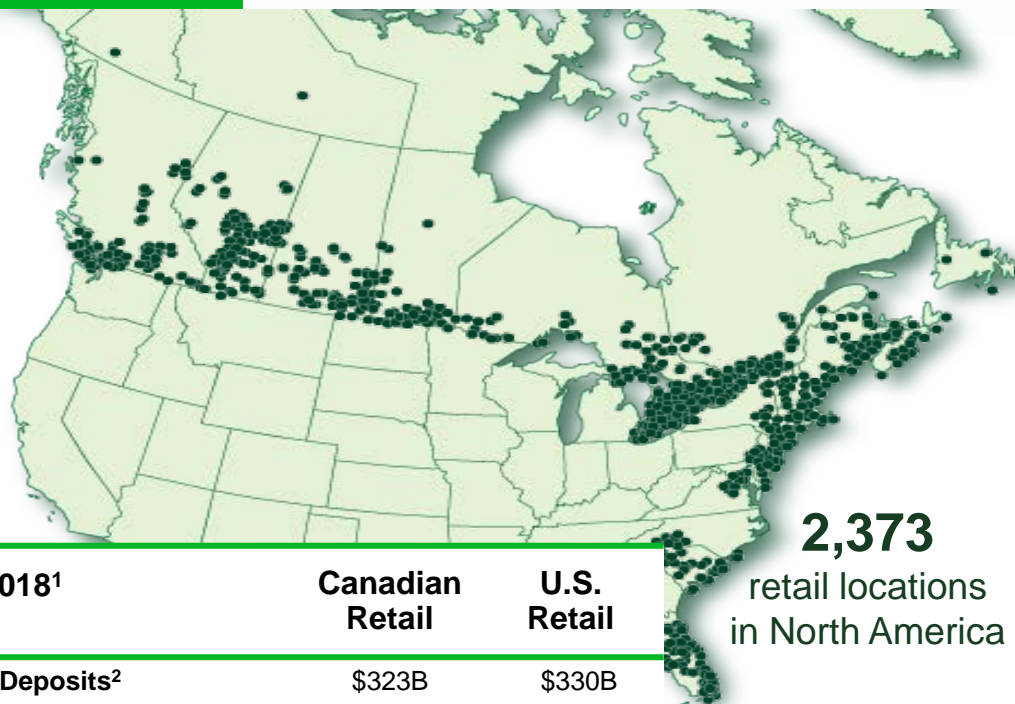 2,373
retail locations
in North America
018¹ Canadian Retail U.S. Retail
Deposits² $323B $330B